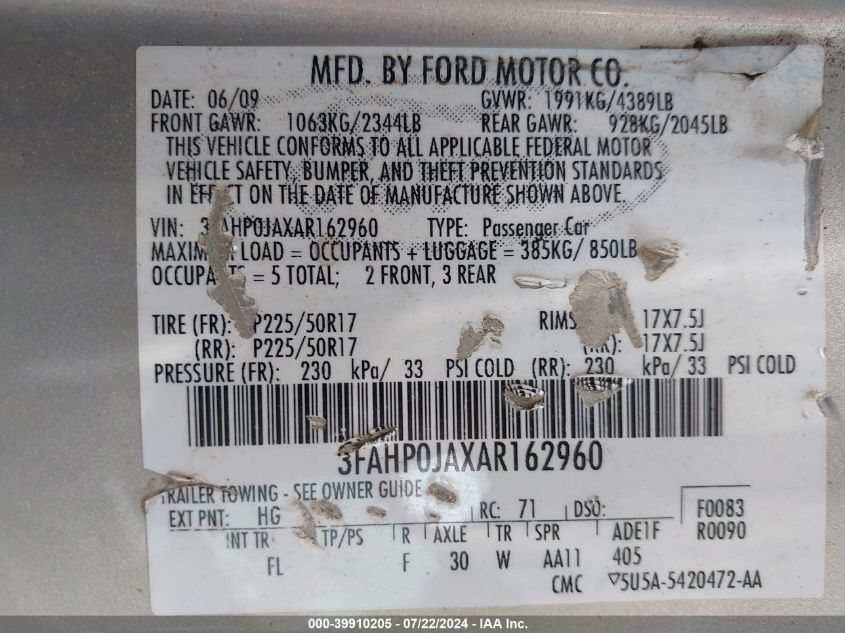 MFD. BY FORD MOTOR CO.
DATE: 06/09 GVWR: 1991KG/4389LB
FRONT GAWR: 1063KG/2344LB REAR GAWR: 928KG/2045LB
THIS VEHICLE CONFORMS TO ALL APPLICABLE FEDERAL MOTOR
VEHICLE SAFETY, BUMPER, AND THEFT PREVENTION STANDARDS
IN EFFECT ON THE DATE OF MANUFACTURE SHOWN ABOVE.
VIN: 3FAHP0JAXAR162960 TYPE: Passenger Car
MAXIMUM LOAD = OCCUPANTS + LUGGAGE = 385KG/ 850LB
OCCUPANTS = 5 TOTAL; 2 FRONT, 3 REAR
TIRE (FR): P225/50R17 RIMS 17X7.5J
(RR): P225/50R17 (RR): 17X7.5J
PRESSURE (FR): 230 kPa/ 33 PSI COLD (RR): 230 kPa/ 33 PSI COLD
3FAHP0JAXAR162960
TRAILER TOWING - SEE OWNER GUIDE
EXT PNT: HG RC: 71 DSO: F0083
INT TR TP/PS R AXLE TR SPR ADE1F R0090
FL F 30 W AA11 405
CMC ▽5U5A-5420472-AA
000-39910205 - 07/22/2024 - IAA Inc.